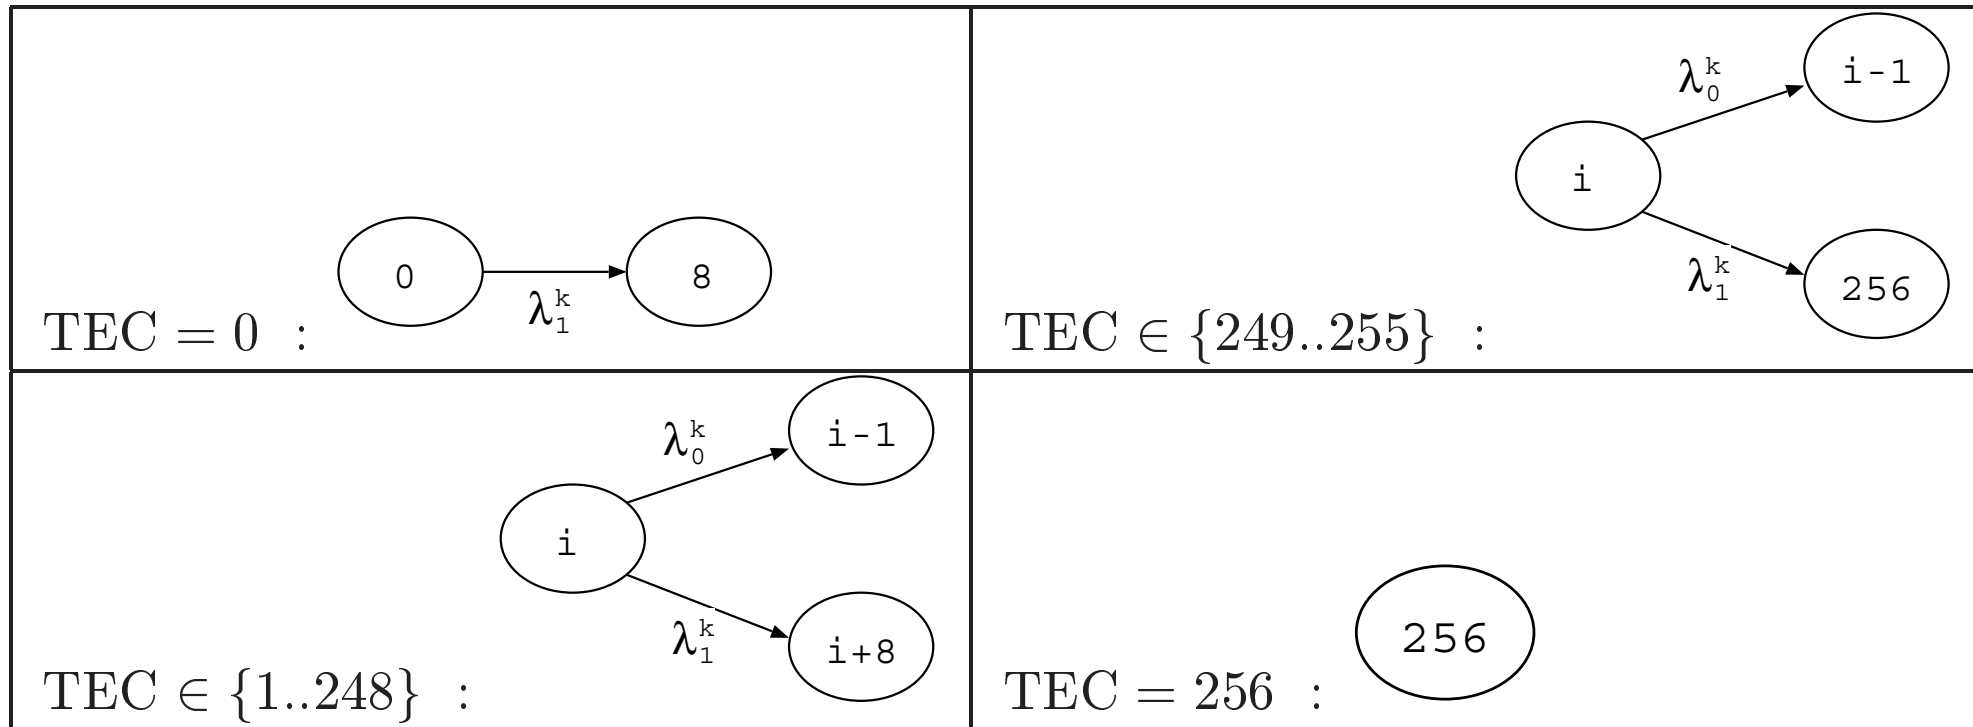 0
8
λ₁ᵏ
TEC = 0 :
i-1
λ₀ᵏ
i
λ₁ᵏ
256
TEC ∈ {249..255} :
i-1
λ₀ᵏ
i
λ₁ᵏ
i+8
TEC ∈ {1..248} :
256
TEC = 256 :